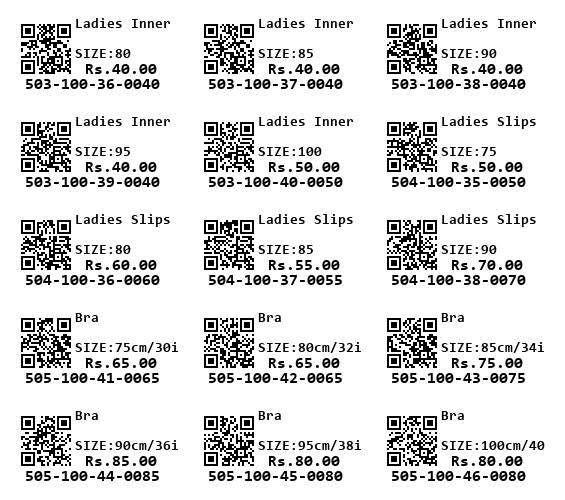 Ladies Inner
SIZE:80
Rs.40.00
503-100-36-0040
Ladies Inner
SIZE:85
Rs.40.00
503-100-37-0040
Ladies Inner
SIZE:90
Rs.40.00
503-100-38-0040
Ladies Inner
SIZE:95
Rs.40.00
503-100-39-0040
Ladies Inner
SIZE:100
Rs.50.00
503-100-40-0050
Ladies Slips
SIZE:75
Rs.50.00
504-100-35-0050
Ladies Slips
SIZE:80
Rs.60.00
504-100-36-0060
Ladies Slips
SIZE:85
Rs.55.00
504-100-37-0055
Ladies Slips
SIZE:90
Rs.70.00
504-100-38-0070
Bra
SIZE:75cm/30i
Rs.65.00
505-100-41-0065
Bra
SIZE:80cm/32i
Rs.65.00
505-100-42-0065
Bra
SIZE:85cm/34i
Rs.75.00
505-100-43-0075
Bra
SIZE:90cm/36i
Rs.85.00
505-100-44-0085
Bra
SIZE:95cm/38i
Rs.80.00
505-100-45-0080
Bra
SIZE:100cm/40
Rs.80.00
505-100-46-0080